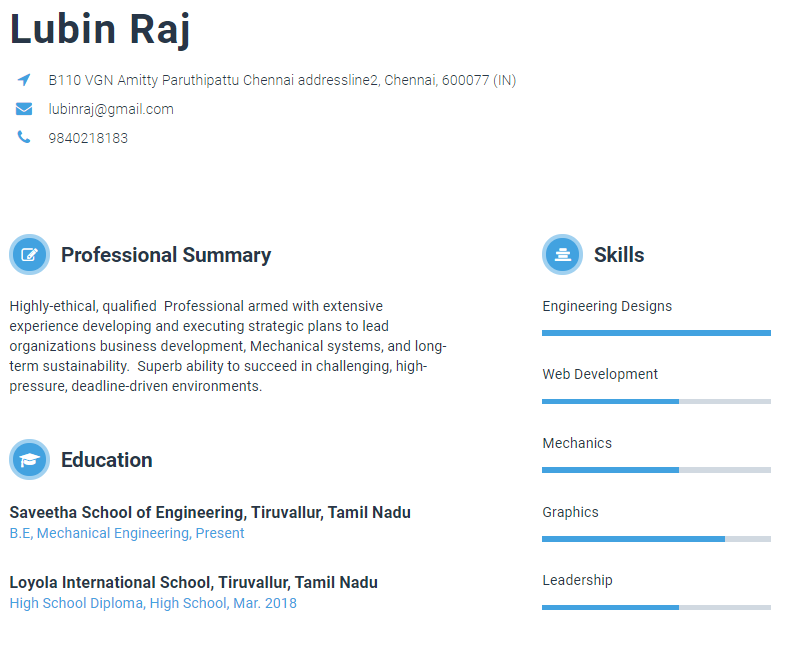 Lubin Raj
B110 VGN Amitty Paruthipattu Chennai addressline2, Chennai, 600077 (IN)
lubinraj@gmail.com
9840218183
Professional Summary
Highly-ethical, qualified  Professional armed with extensive
experience developing and executing strategic plans to lead
organizations business development, Mechanical systems, and long-
term sustainability.  Superb ability to succeed in challenging, high-
pressure, deadline-driven environments.
Education
Saveetha School of Engineering, Tiruvallur, Tamil Nadu
B.E, Mechanical Engineering, Present
Loyola International School, Tiruvallur, Tamil Nadu
High School Diploma, High School, Mar. 2018
Skills
Engineering Designs
Web Development
Mechanics
Graphics
Leadership